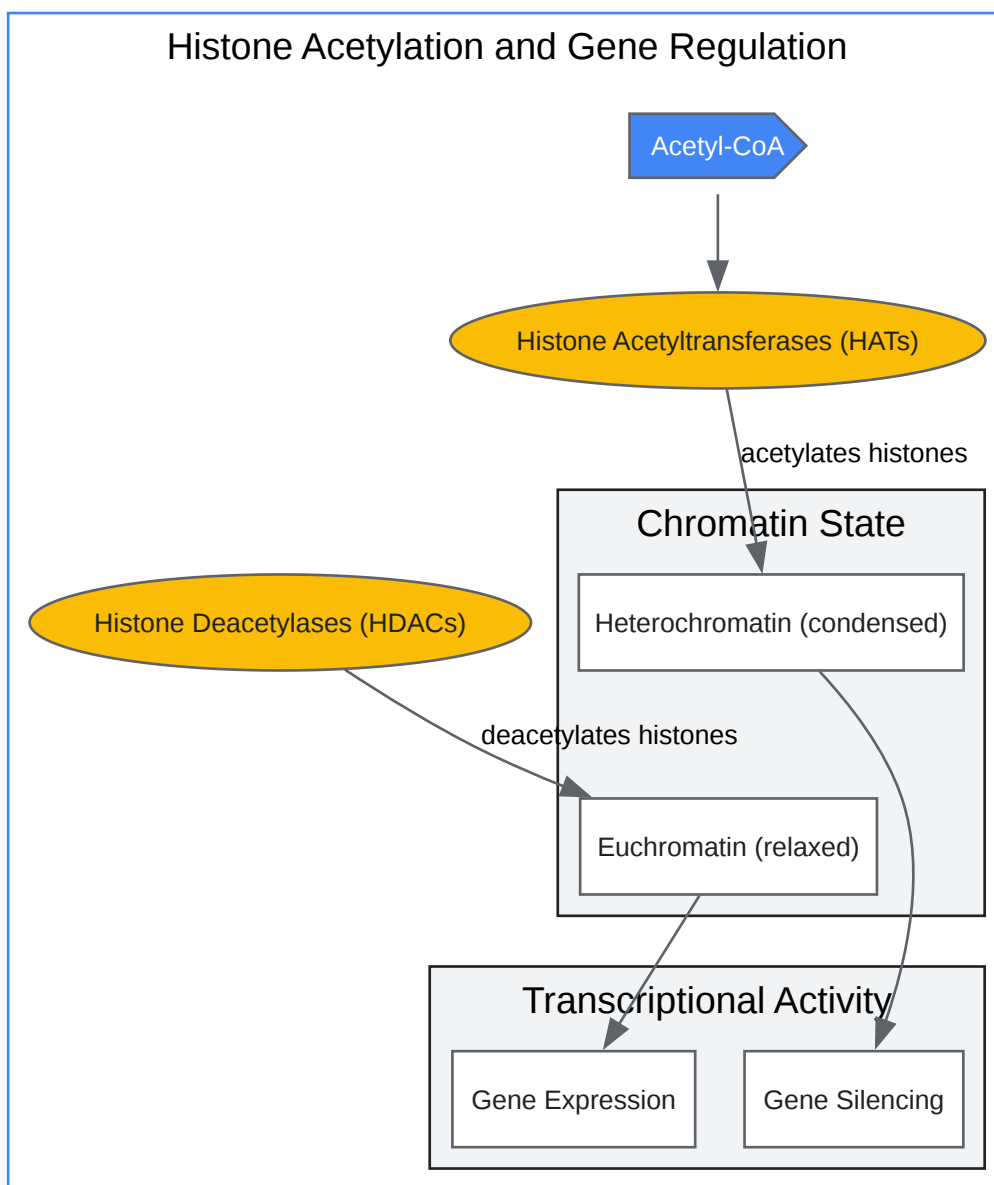 Histone Acetylation and Gene Regulation
Acetyl-CoA
Histone Acetyltransferases (HATs)
acetylates histones
Chromatin State
Heterochromatin (condensed)
Histone Deacetylases (HDACs)
deacetylates histones
Euchromatin (relaxed)
Transcriptional Activity
Gene Expression
Gene Silencing